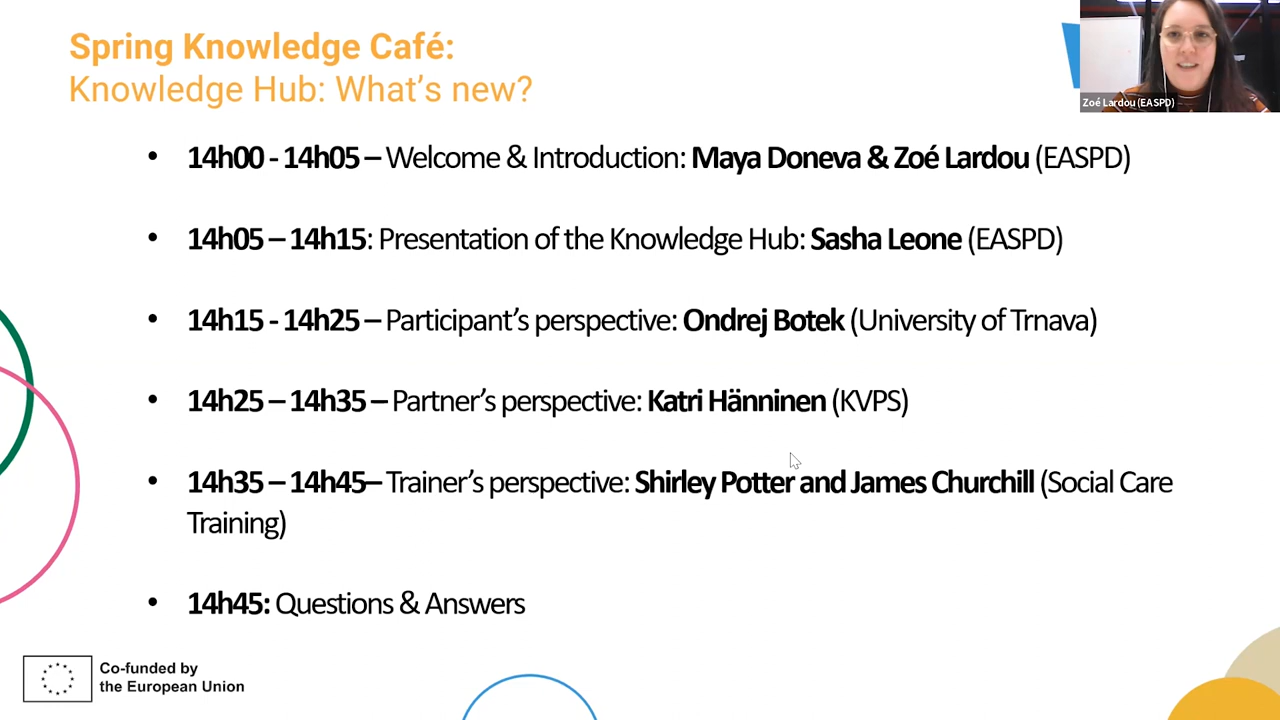 Spring Knowledge Café:
Knowledge Hub: What's new?
Zoé Lardou (EASPD)
• 14h00 - 14h05 – Welcome & Introduction: Maya Doneva & Zoé Lardou (EASPD)
• 14h05 – 14h15: Presentation of the Knowledge Hub: Sasha Leone (EASPD)
• 14h15 - 14h25 – Participant's perspective: Ondrej Botek (University of Trnava)
• 14h25 – 14h35 – Partner's perspective: Katri Hänninen (KVPS)
• 14h35 – 14h45– Trainer's perspective: Shirley Potter and James Churchill (Social Care
Training)
• 14h45: Questions & Answers
Co-funded by
the European Union